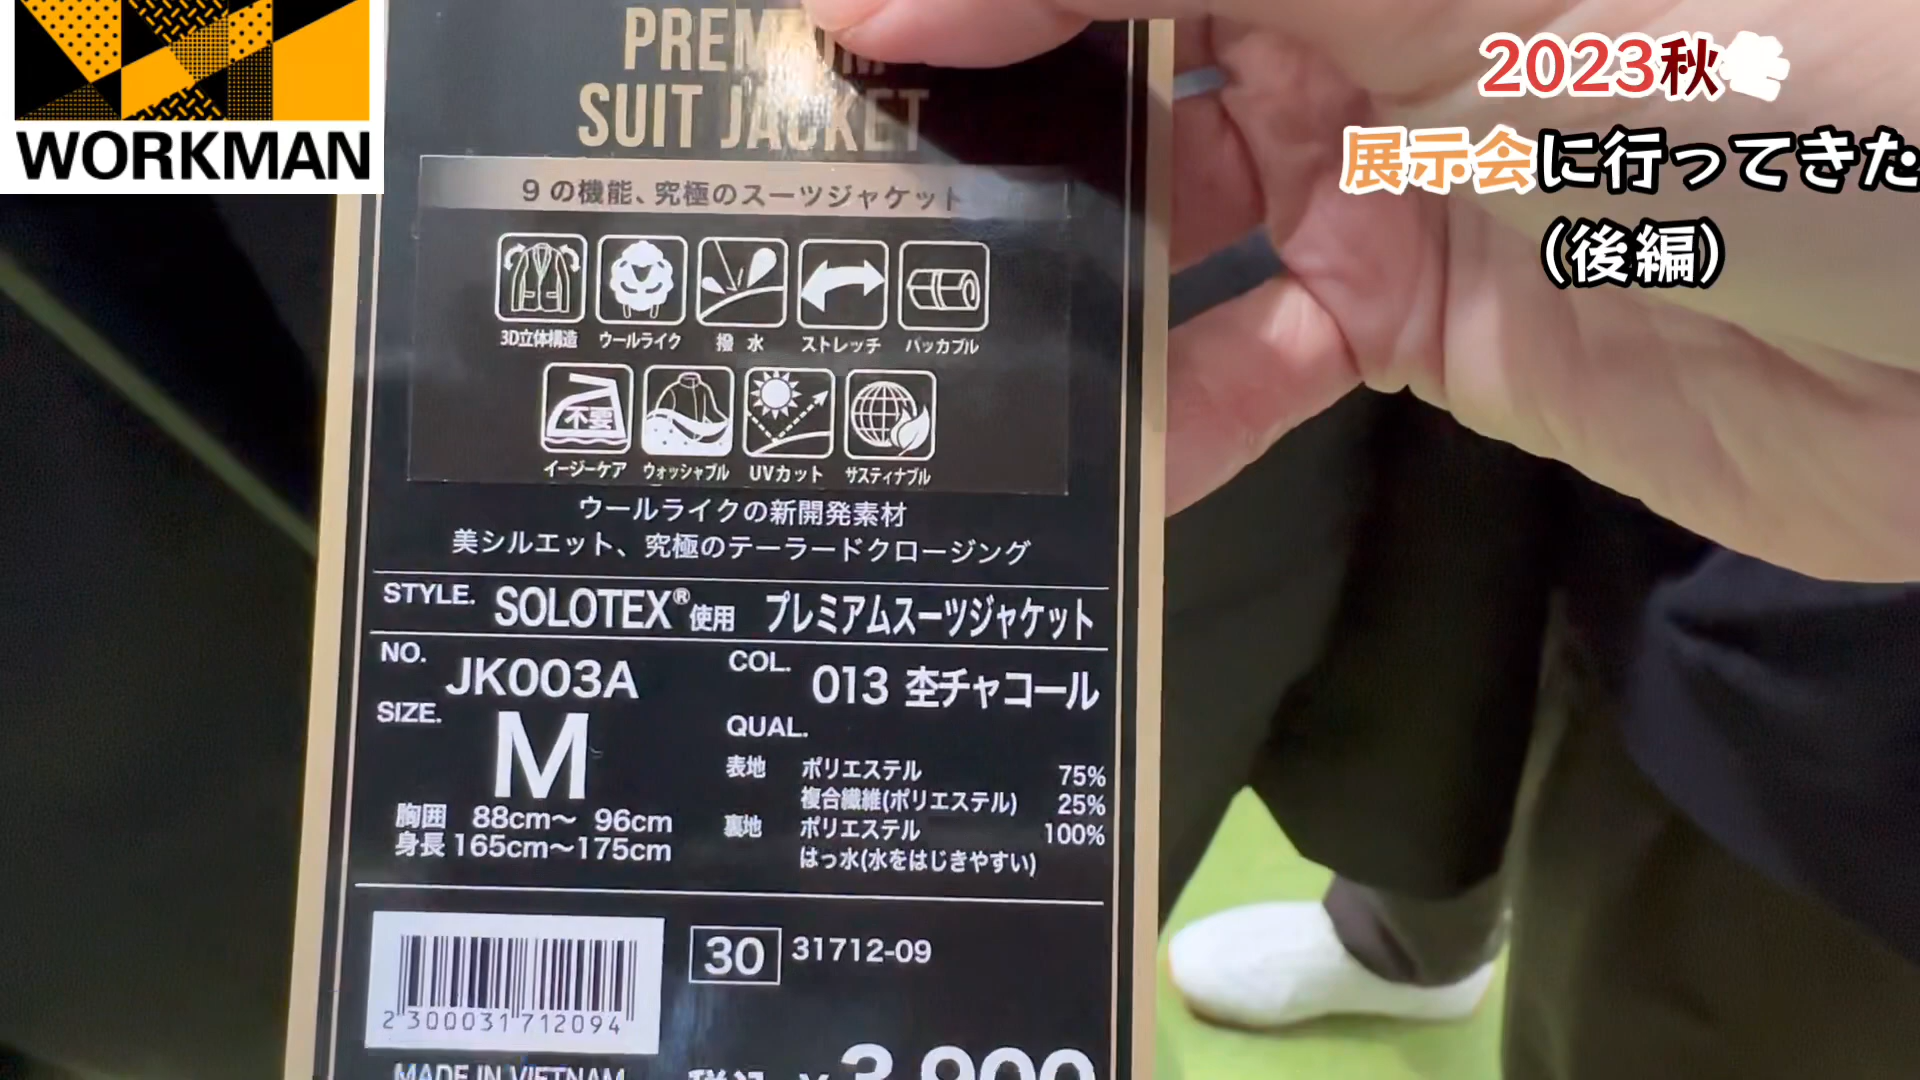 WORKMAN
2023秋冬
展示会に行ってきた
(後編)
PREMIUM
SUIT JACKET
9の機能、究極のスーツジャケット
3D立体構造 ウールライク 撥水 ストレッチ パッカブル
不要
イージーケア ウォッシャブル UVカット サスティナブル
ウールライクの新開発素材
美シルエット、究極のテーラードクロージング
STYLE. SOLOTEX®使用 プレミアムスーツジャケット
NO. JK003A
COL. 013 杢チャコール
SIZE. M
胸囲 88cm〜 96cm
身長 165cm〜175cm
QUAL.
表地 ポリエステル 75%
複合繊維(ポリエステル) 25%
裏地 ポリエステル 100%
はっ水(水をはじきやすい)
30 31712-09
2300031712094
MADE IN VIETNAM
税込 ¥3,900